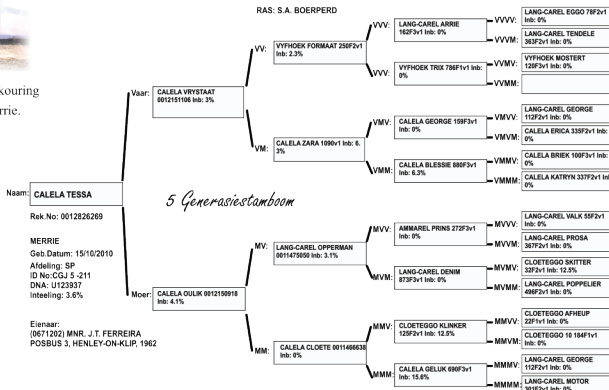 RAS: S.A. BOERPERD
kouring
rrie.
Naam:
CALELA TESSA
Rek.No: 0012826269
MERRIE
Geb.Datum: 15/10/2010
Afdeling: SP
ID No:CGJ 5 -211
DNA: U123937
Inteling: 3.6%
Eienaar:
(0671202) MNR. J.T. FERREIRA
POSBUS 3, HENLEY-ON-KLIP, 1962
5 Generasiestamboom
Vaar:
CALELA VRYSTAAT
0012151106 Inb: 3%
Moer:
CALELA OULIK 0012150918
Inb: 4.1%
VV:
VYFHOEK FORMAAT 250F2v1
Inb: 2.3%
VM:
CALELA ZARA 1090v1 Inb: 6.
3%
MV:
LANG-CAREL OPPERMAN
0011475050 Inb: 3.1%
MM:
CALELA CLOETE 0011466638
Inb: 0%
VVV:
LANG-CAREL ARRIE
162F3v1 Inb: 0%
VVV:
VYFHOEK TRIX 786F1v1 Inb:
0%
VMV:
CALELA GEORGE 159F3v1
Inb: 0%
VMM:
CALELA BLESSIE 880F3v1
Inb: 6.3%
MVV:
AMMAREL PRINS 272F3v1
Inb: 0%
MVM:
LANG-CAREL DENIM
873F3v1 Inb: 0%
MMV:
CLOETEGGO KLINKER
125F2v1 Inb: 12.5%
MMM:
CALELA GELUK 690F3v1
Inb: 15.6%
VVVV:
LANG-CAREL EGGO 78F2v1
Inb: 0%
VVVM:
LANG-CAREL TENDELE
363F2v1 Inb: 0%
VVMV:
VYFHOEK MOSTERT
120F3v1 Inb: 0%
VVMM:
VMVV:
LANG-CAREL GEORGE
112F2v1 Inb: 0%
VMVM:
CALELA ERICA 335F2v1 Inb:
0%
VMMV:
CALELA BRIEK 100F3v1 Inb:
0%
VMMM:
CALELA KATRYN 337F2v1 Inb
0%
MVVV:
LANG-CAREL VALK 55F2v1
Inb: 0%
MVVM:
LANG-CAREL PROSA
367F2v1 Inb: 0%
MVMV:
CLOETEGGO SKITTER
32F2v1 Inb: 12.5%
MVMM:
LANG-CAREL POPPELIER
496F2v1 Inb: 0%
MMVV:
CLOETEGGO AFHEUP
22F1v1 Inb: 0%
MMVM:
CLOETEGGO 10 184F1v1
Inb: 0%
MMMV:
LANG-CAREL GEORGE
112F2v1 Inb: 0%
MMMM:
LANG-CAREL MOTOR
301F2v1 Inb: 0%